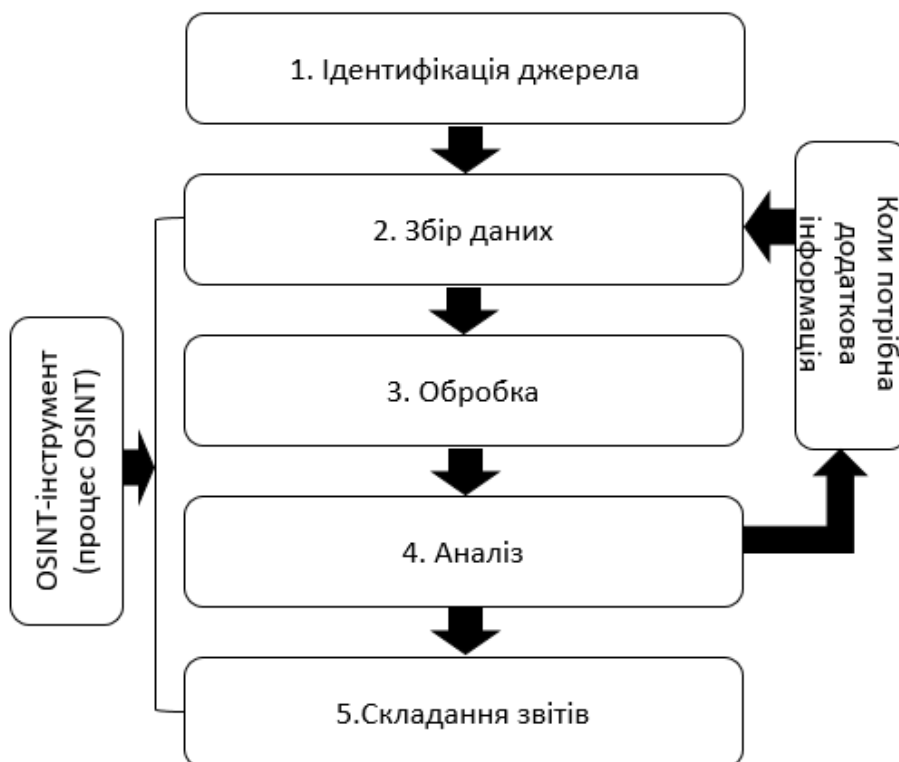 1. Ідентифікація джерела
2. Збір даних
Коли потрібна
додаткова
інформація
3. Обробка
OSINT-інструмент
(процес OSINT)
4. Аналіз
5.Складання звітів